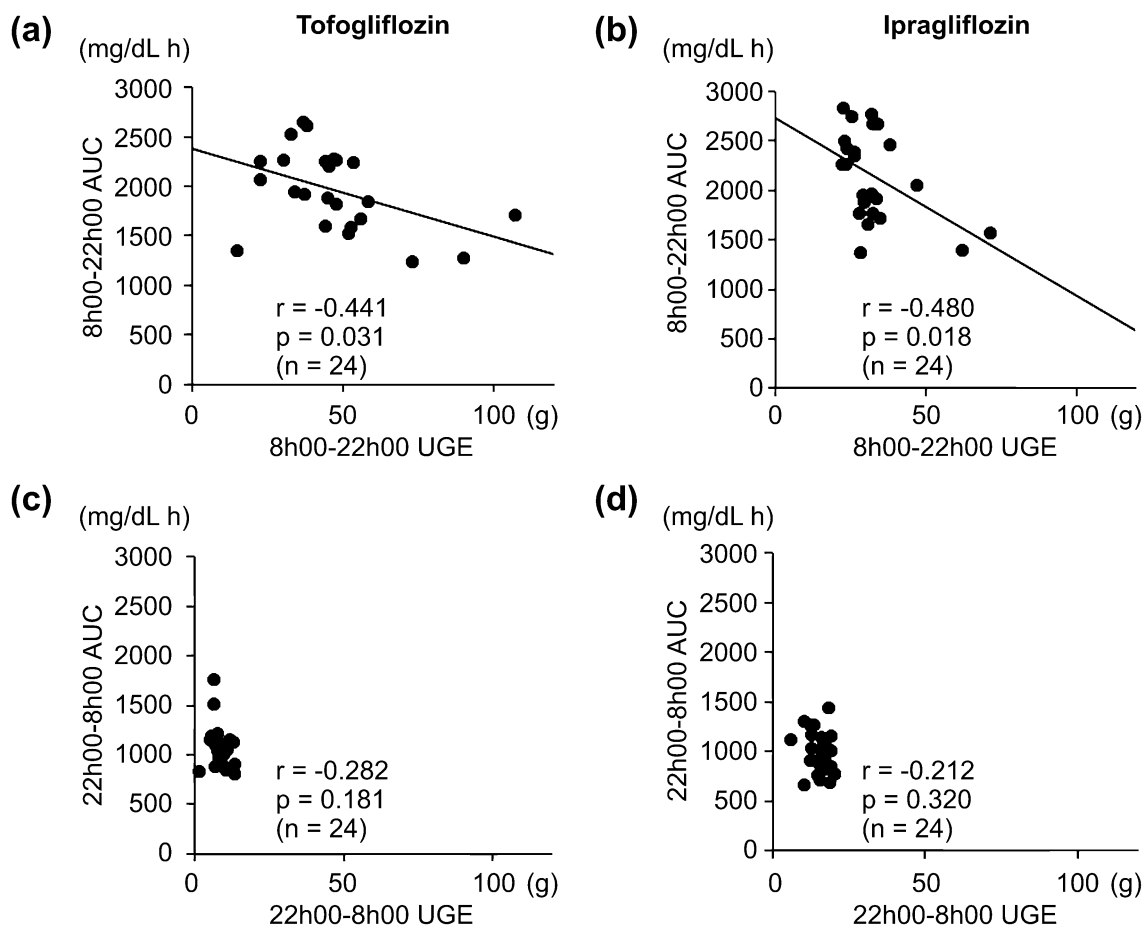 (a) Tofogliflozin
(mg/dL h)
3000
2500
2000
1500
1000
500
0
8h00-22h00 AUC
r = -0.441
p = 0.031
(n = 24)
0 50 100 (g)
8h00-22h00 UGE
(b) Ipragliflozin
(mg/dL h)
3000
2500
2000
1500
1000
500
0
8h00-22h00 AUC
r = -0.480
p = 0.018
(n = 24)
0 50 100 (g)
8h00-22h00 UGE
(c)
(mg/dL h)
3000
2500
2000
1500
1000
500
0
22h00-8h00 AUC
r = -0.282
p = 0.181
(n = 24)
0 50 100 (g)
22h00-8h00 UGE
(d)
(mg/dL h)
3000
2500
2000
1500
1000
500
0
22h00-8h00 AUC
r = -0.212
p = 0.320
(n = 24)
0 50 100 (g)
22h00-8h00 UGE